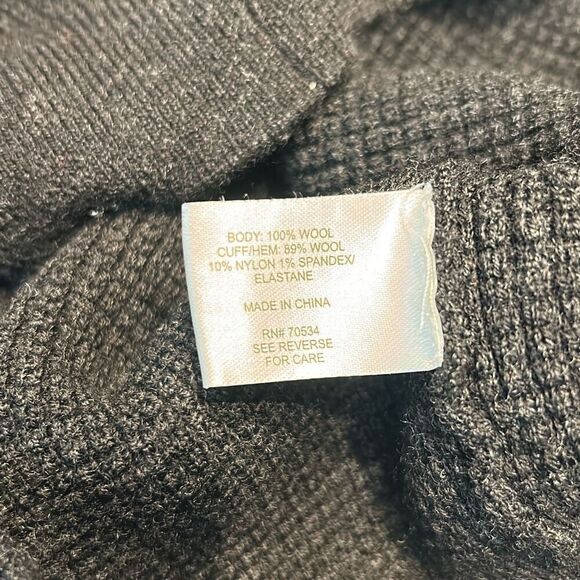 BODY: 100% WOOL
CUFF/HEM: 89% WOOL
10% NYLON 1% SPANDEX/
ELASTANE
MADE IN CHINA
RN# 70534
SEE REVERSE
FOR CARE